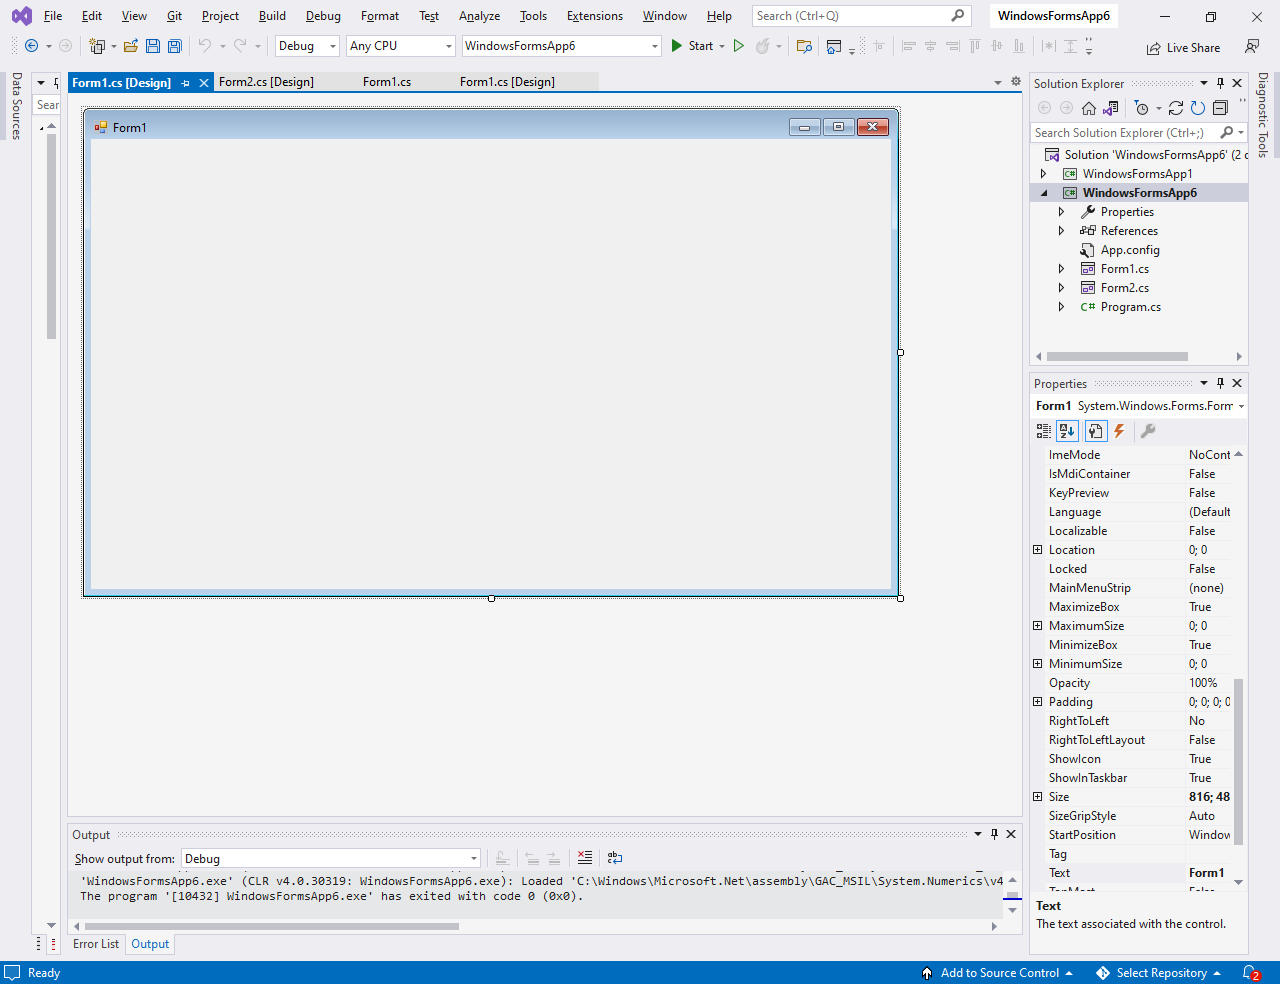 File Edit View Git Project Build Debug Format Test Analyze Tools Extensions Window Help Search (Ctrl+Q) WindowsFormsApp6
Debug Any CPU WindowsFormsApp6 Start Live Share
Data Sources
Form1.cs [Design] Form2.cs [Design] Form1.cs Form1.cs [Design]
Sear
Form1
Solution Explorer
Search Solution Explorer (Ctrl+;)
Solution 'WindowsFormsApp6' (2 c
WindowsFormsApp1
WindowsFormsApp6
Properties
References
App.config
Form1.cs
Form2.cs
C# Program.cs
Diagnostic Tools
Properties
Form1 System.Windows.Forms.Form
ImeMode NoCont
IsMdiContainer False
KeyPreview False
Language (Default
Localizable False
Location 0; 0
Locked False
MainMenuStrip (none)
MaximizeBox True
MaximumSize 0; 0
MinimizeBox True
MinimumSize 0; 0
Opacity 100%
Padding 0; 0; 0; 0
RightToLeft No
RightToLeftLayout False
ShowIcon True
ShowInTaskbar True
Size 816; 48
SizeGripStyle Auto
StartPosition Window
Tag
Text Form1
Text
The text associated with the control.
Output
Show output from: Debug
'WindowsFormsApp6.exe' (CLR v4.0.30319: WindowsFormsApp6.exe): Loaded 'C:\Windows\Microsoft.Net\assembly\GAC_MSIL\System.Numerics\v4
The program '[10432] WindowsFormsApp6.exe' has exited with code 0 (0x0).
Error List Output
Ready Add to Source Control Select Repository 2